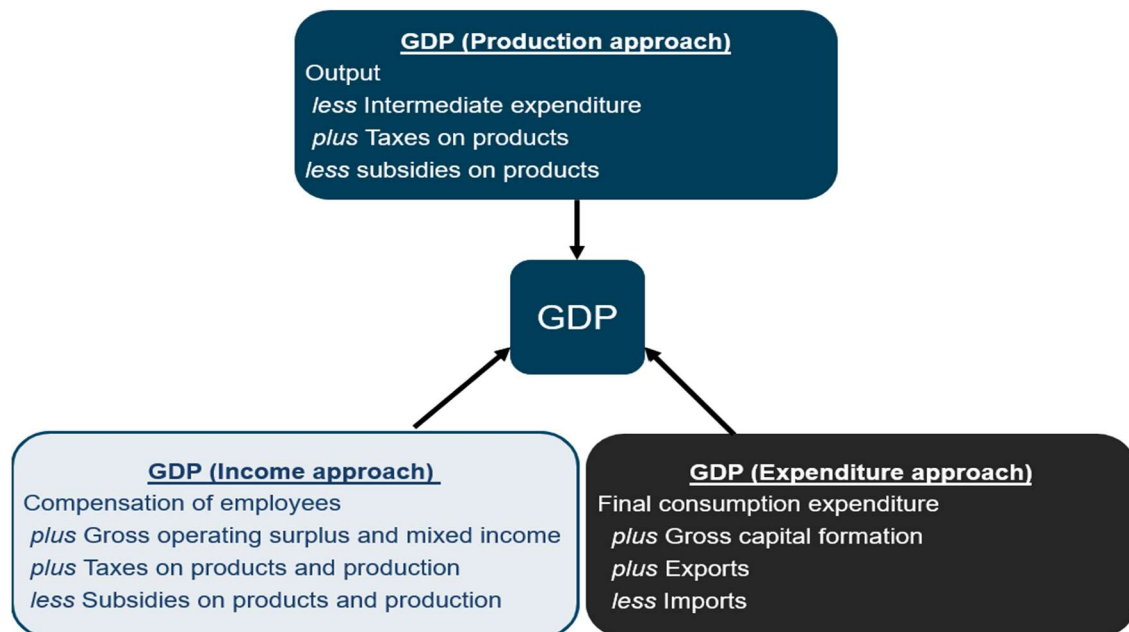 GDP (Production approach)
Output
less Intermediate expenditure
plus Taxes on products
less subsidies on products
GDP
GDP (Income approach)
Compensation of employees
plus Gross operating surplus and mixed income
plus Taxes on products and production
less Subsidies on products and production
GDP (Expenditure approach)
Final consumption expenditure
plus Gross capital formation
plus Exports
less Imports